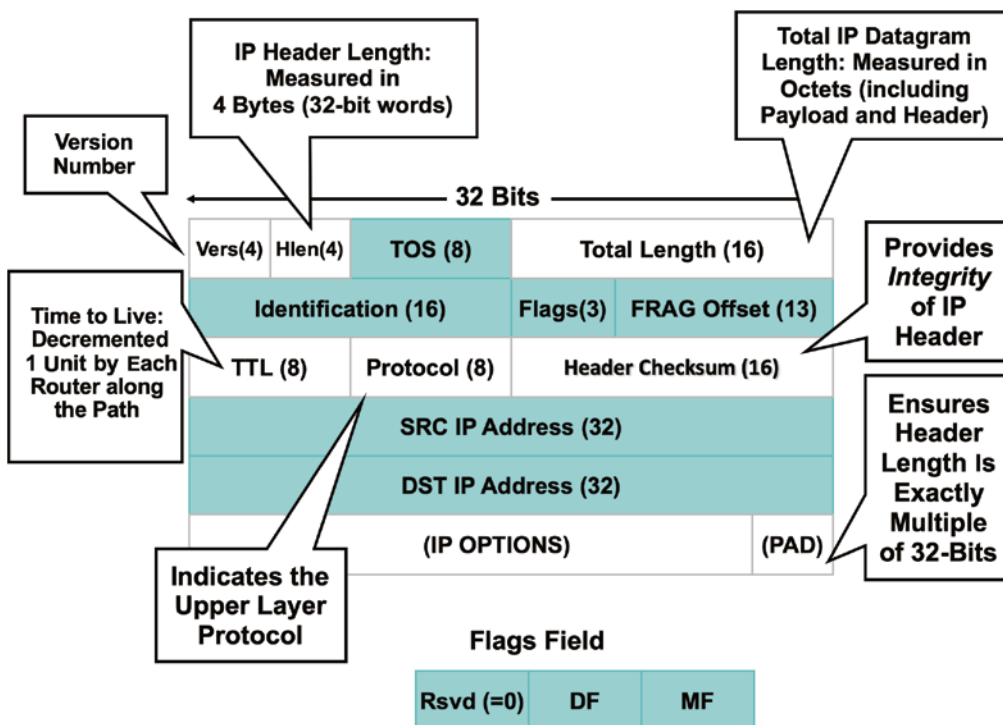 IP Header Length:
Measured in
4 Bytes (32-bit words)
Total IP Datagram
Length: Measured in
Octets (including
Payload and Header)
Version
Number
32 Bits
Vers(4) Hlen(4) TOS (8) Total Length (16)
Provides
Integrity
of IP
Header
Time to Live:
Decremented
1 Unit by Each
Router along
the Path
Identification (16) Flags(3) FRAG Offset (13)
TTL (8) Protocol (8) Header Checksum (16)
Ensures
Header
Length Is
Exactly
Multiple
of 32-Bits
SRC IP Address (32)
DST IP Address (32)
(IP OPTIONS) (PAD)
Indicates the
Upper Layer
Protocol
Flags Field
Rsvd (=0) DF MF